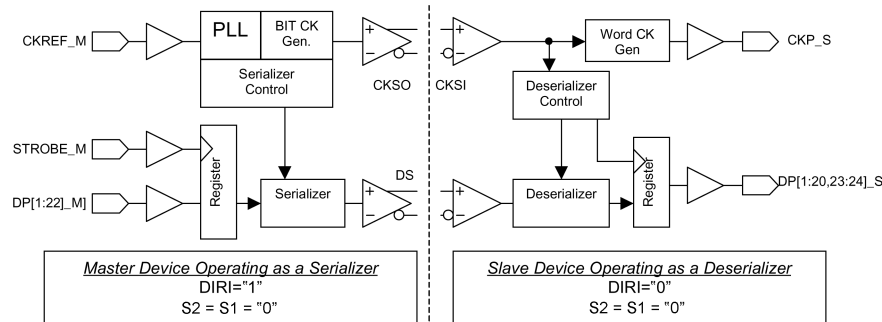 CKREF_M
PLL
BIT CK
Gen.
Serializer
Control
+
−
CKSO
+
−
CKSI
Word CK
Gen
CKP_S
Deserializer
Control
STROBE_M
Register
DP[1:22]_M]
Serializer
+
−
DS
+
−
Deserializer
Register
DP[1:20,23:24]_S
Master Device Operating as a Serializer
DIRI="1"
S2 = S1 = "0"
Slave Device Operating as a Deserializer
DIRI="0"
S2 = S1 = "0"